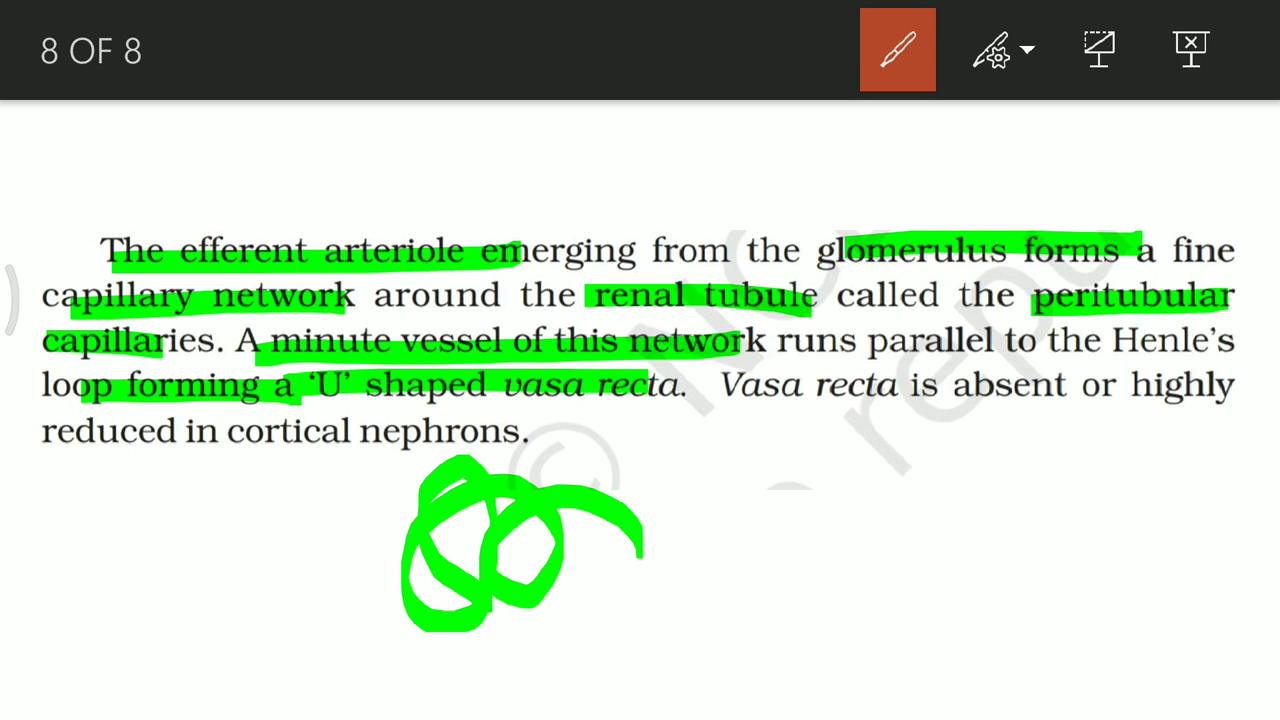 8 OF 8
The efferent arteriole emerging from the glomerulus forms a fine
capillary network around the renal tubule called the peritubular
capillaries. A minute vessel of this network runs parallel to the Henle's
loop forming a 'U' shaped vasa recta. Vasa recta is absent or highly
reduced in cortical nephrons.